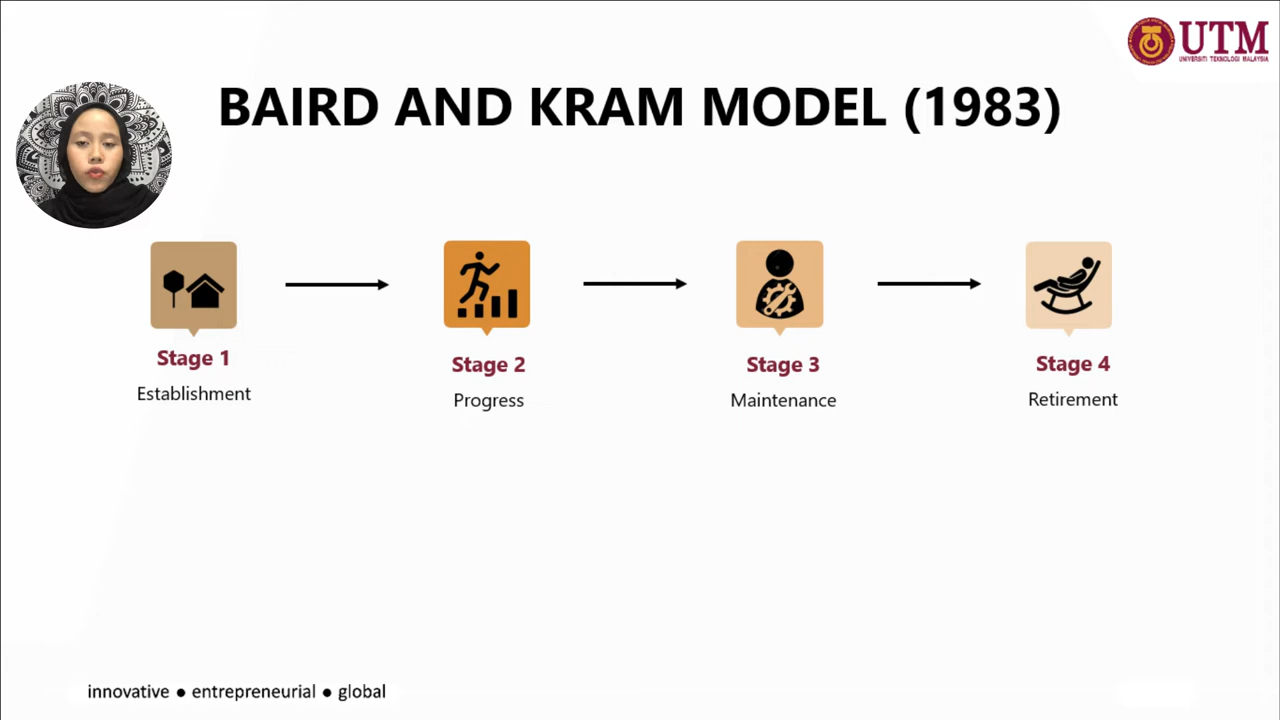 UTM
UNIVERSITI TEKNOLOGI MALAYSIA
BAIRD AND KRAM MODEL (1983)
Stage 1
Establishment
Stage 2
Progress
Stage 3
Maintenance
Stage 4
Retirement
innovative ● entrepreneurial ● global